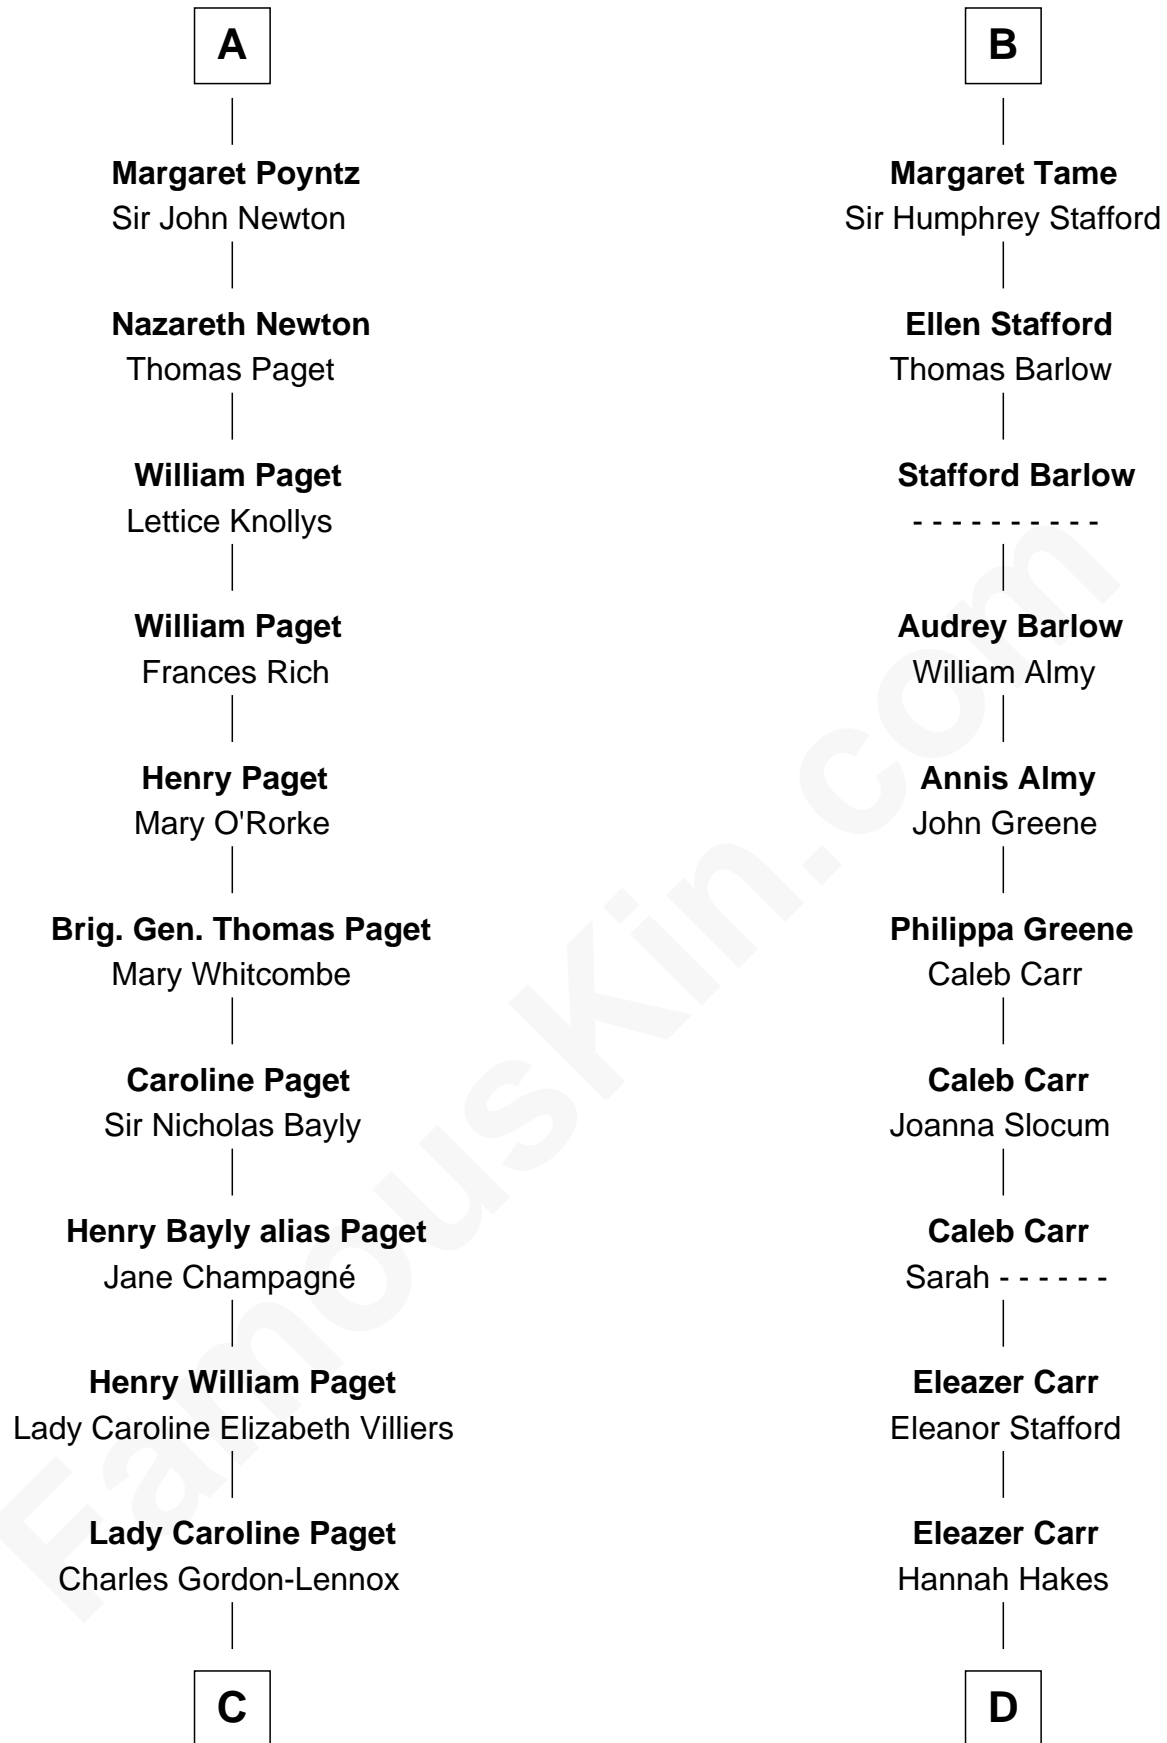 A
Margaret Poyntz
Sir John Newton
Nazareth Newton
Thomas Paget
William Paget
Lettice Knollys
William Paget
Frances Rich
Henry Paget
Mary O'Rorke
Brig. Gen. Thomas Paget
Mary Whitcombe
Caroline Paget
Sir Nicholas Bayly
Henry Bayly alias Paget
Jane Champagné
Henry William Paget
Lady Caroline Elizabeth Villiers
Lady Caroline Paget
Charles Gordon-Lennox
C
B
Margaret Tame
Sir Humphrey Stafford
Ellen Stafford
Thomas Barlow
Stafford Barlow
- - - - - - - - - -
Audrey Barlow
William Almy
Annis Almy
John Greene
Philippa Greene
Caleb Carr
Caleb Carr
Joanna Slocum
Caleb Carr
Sarah - - - - - -
Eleazer Carr
Eleanor Stafford
Eleazer Carr
Hannah Hakes
D
FamousKin.com